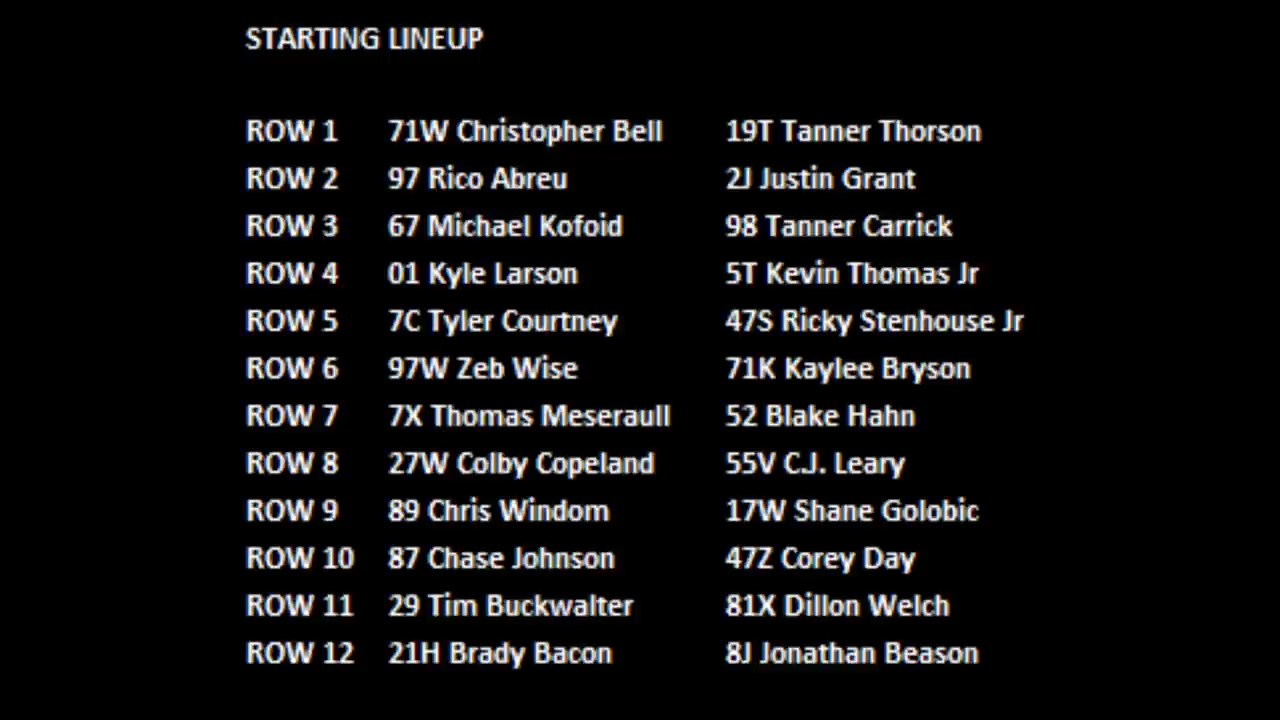 STARTING LINEUP
ROW 1 71W Christopher Bell 19T Tanner Thorson
ROW 2 97 Rico Abreu 2J Justin Grant
ROW 3 67 Michael Kofoid 98 Tanner Carrick
ROW 4 01 Kyle Larson 5T Kevin Thomas Jr
ROW 5 7C Tyler Courtney 47S Ricky Stenhouse Jr
ROW 6 97W Zeb Wise 71K Kaylee Bryson
ROW 7 7X Thomas Meseraull 52 Blake Hahn
ROW 8 27W Colby Copeland 55V C.J. Leary
ROW 9 89 Chris Windom 17W Shane Golobic
ROW 10 87 Chase Johnson 47Z Corey Day
ROW 11 29 Tim Buckwalter 81X Dillon Welch
ROW 12 21H Brady Bacon 8J Jonathan Beason